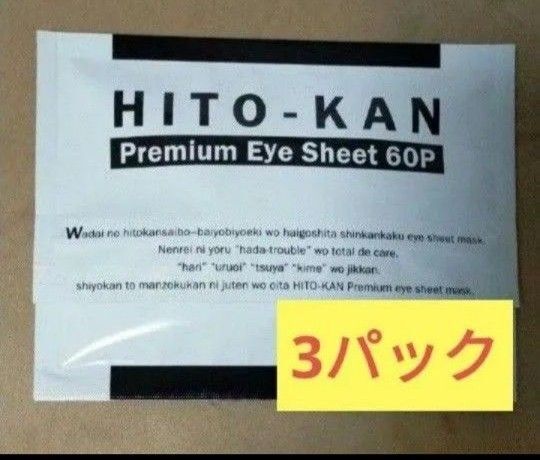 HITO-KAN
Premium Eye Sheet 60P
Wadai no hitokansaibo-baiyobiyoeki wo haigoshita shinkankaku eye sheet mask.
Nenrei ni yoru "hada-trouble" wo total de care.
"hari" "uruoi" "tsuya" "kime" wo jikkan.
shiyokan to manzokukan ni juten wo oita HITO-KAN Premium eye sheet mask.
3パック